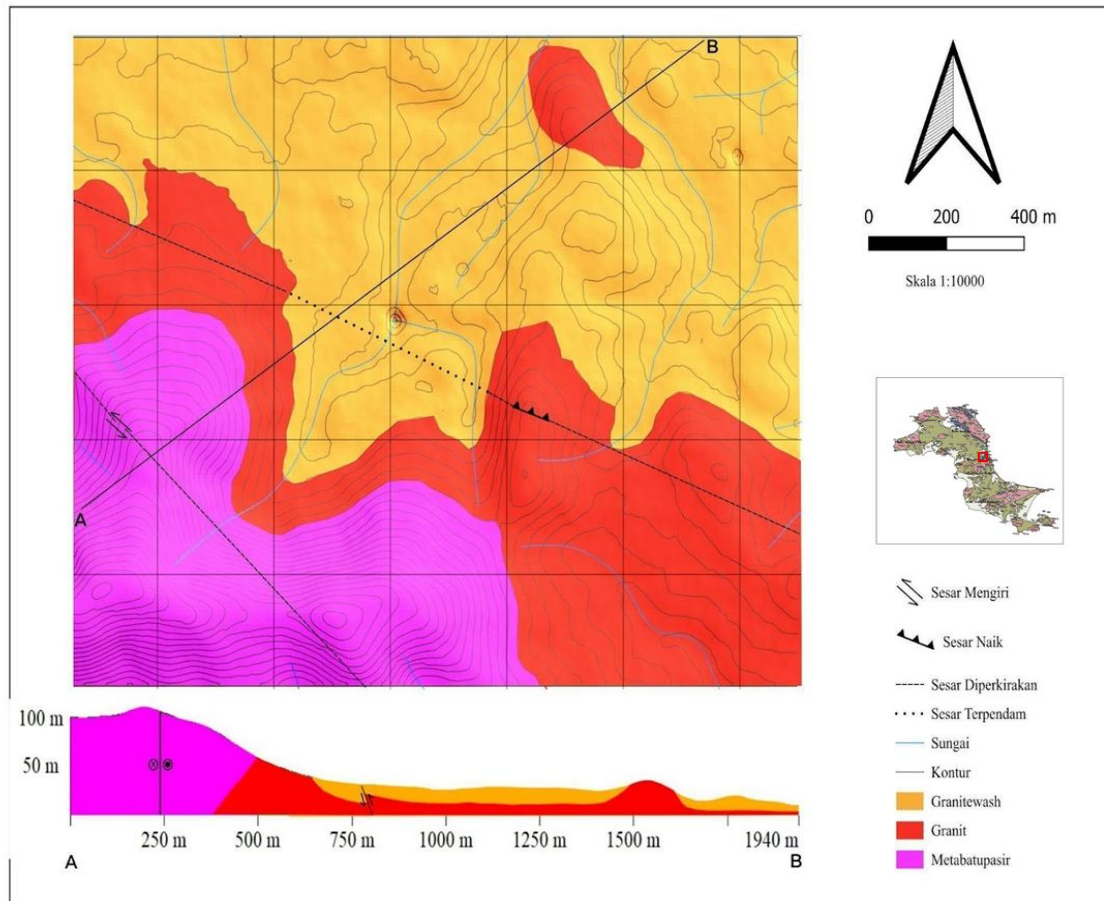 B
A
0 200 400 m
Skala 1:10000
Sesar Mengiri
Sesar Naik
Sesar Diperkirakan
Sesar Terpendam
Sungai
Kontur
Granitewash
Granit
Metabatupasir
100 m
50 m
250 m 500 m 750 m 1000 m 1250 m 1500 m 1940 m
A B